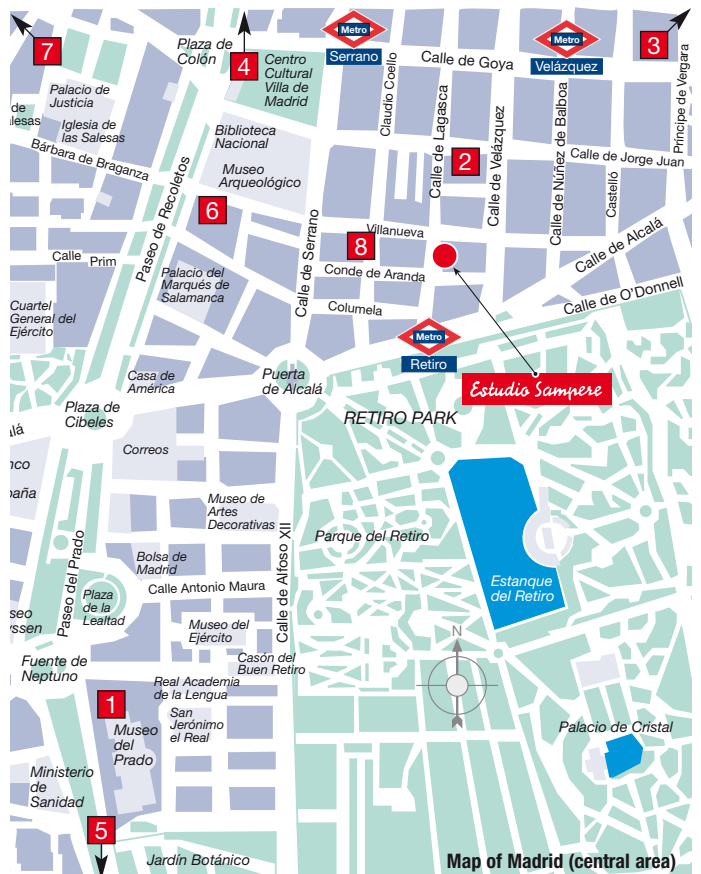 Metro
Serrano
Metro
Velázquez
3
7
4
Plaza de
Colón
Centro
Cultural
Villa de
Madrid
Calle de Goya
Claudio Coello
Calle de Lagasca
Calle de Velázquez
Calle de Nuñez de Balboa
Castelló
Príncipe de Vergara
Palacio de
Justicia
de
lesas
Iglesia de
las Salesas
Bárbara de Braganza
Biblioteca
Nacional
Museo
Arqueológico
2
Calle de Jorge Juan
6
Paseo de Recoletos
Calle de Serrano
Villanueva
8
Conde de Aranda
Columela
Calle de Alcalá
Calle de O’Donnell
Calle Prim
Palacio del
Marqués de
Salamanca
Cuartel
General del
Ejército
Metro
Retiro
Estudio Sampere
Casa de
América
Puerta
de Alcalá
RETIRO PARK
Plaza de
Cibeles
alá
nco
paña
Correos
Museo de
Artes
Decorativas
Calle de Alfoso XII
Parque del Retiro
Estanque
del Retiro
Paseo del Prado
Bolsa de
Madrid
Plaza
de la
Lealtad
Calle Antonio Maura
seo
ssen
Museo del
Ejército
N
Fuente de
Neptuno
Casón del
Buen Retiro
Real Academia
de la Lengua
1
San
Jerónimo
el Real
Museo
del
Prado
Palacio de Cristal
Ministerio
de
Sanidad
5
Jardín Botánico
Map of Madrid (central area)